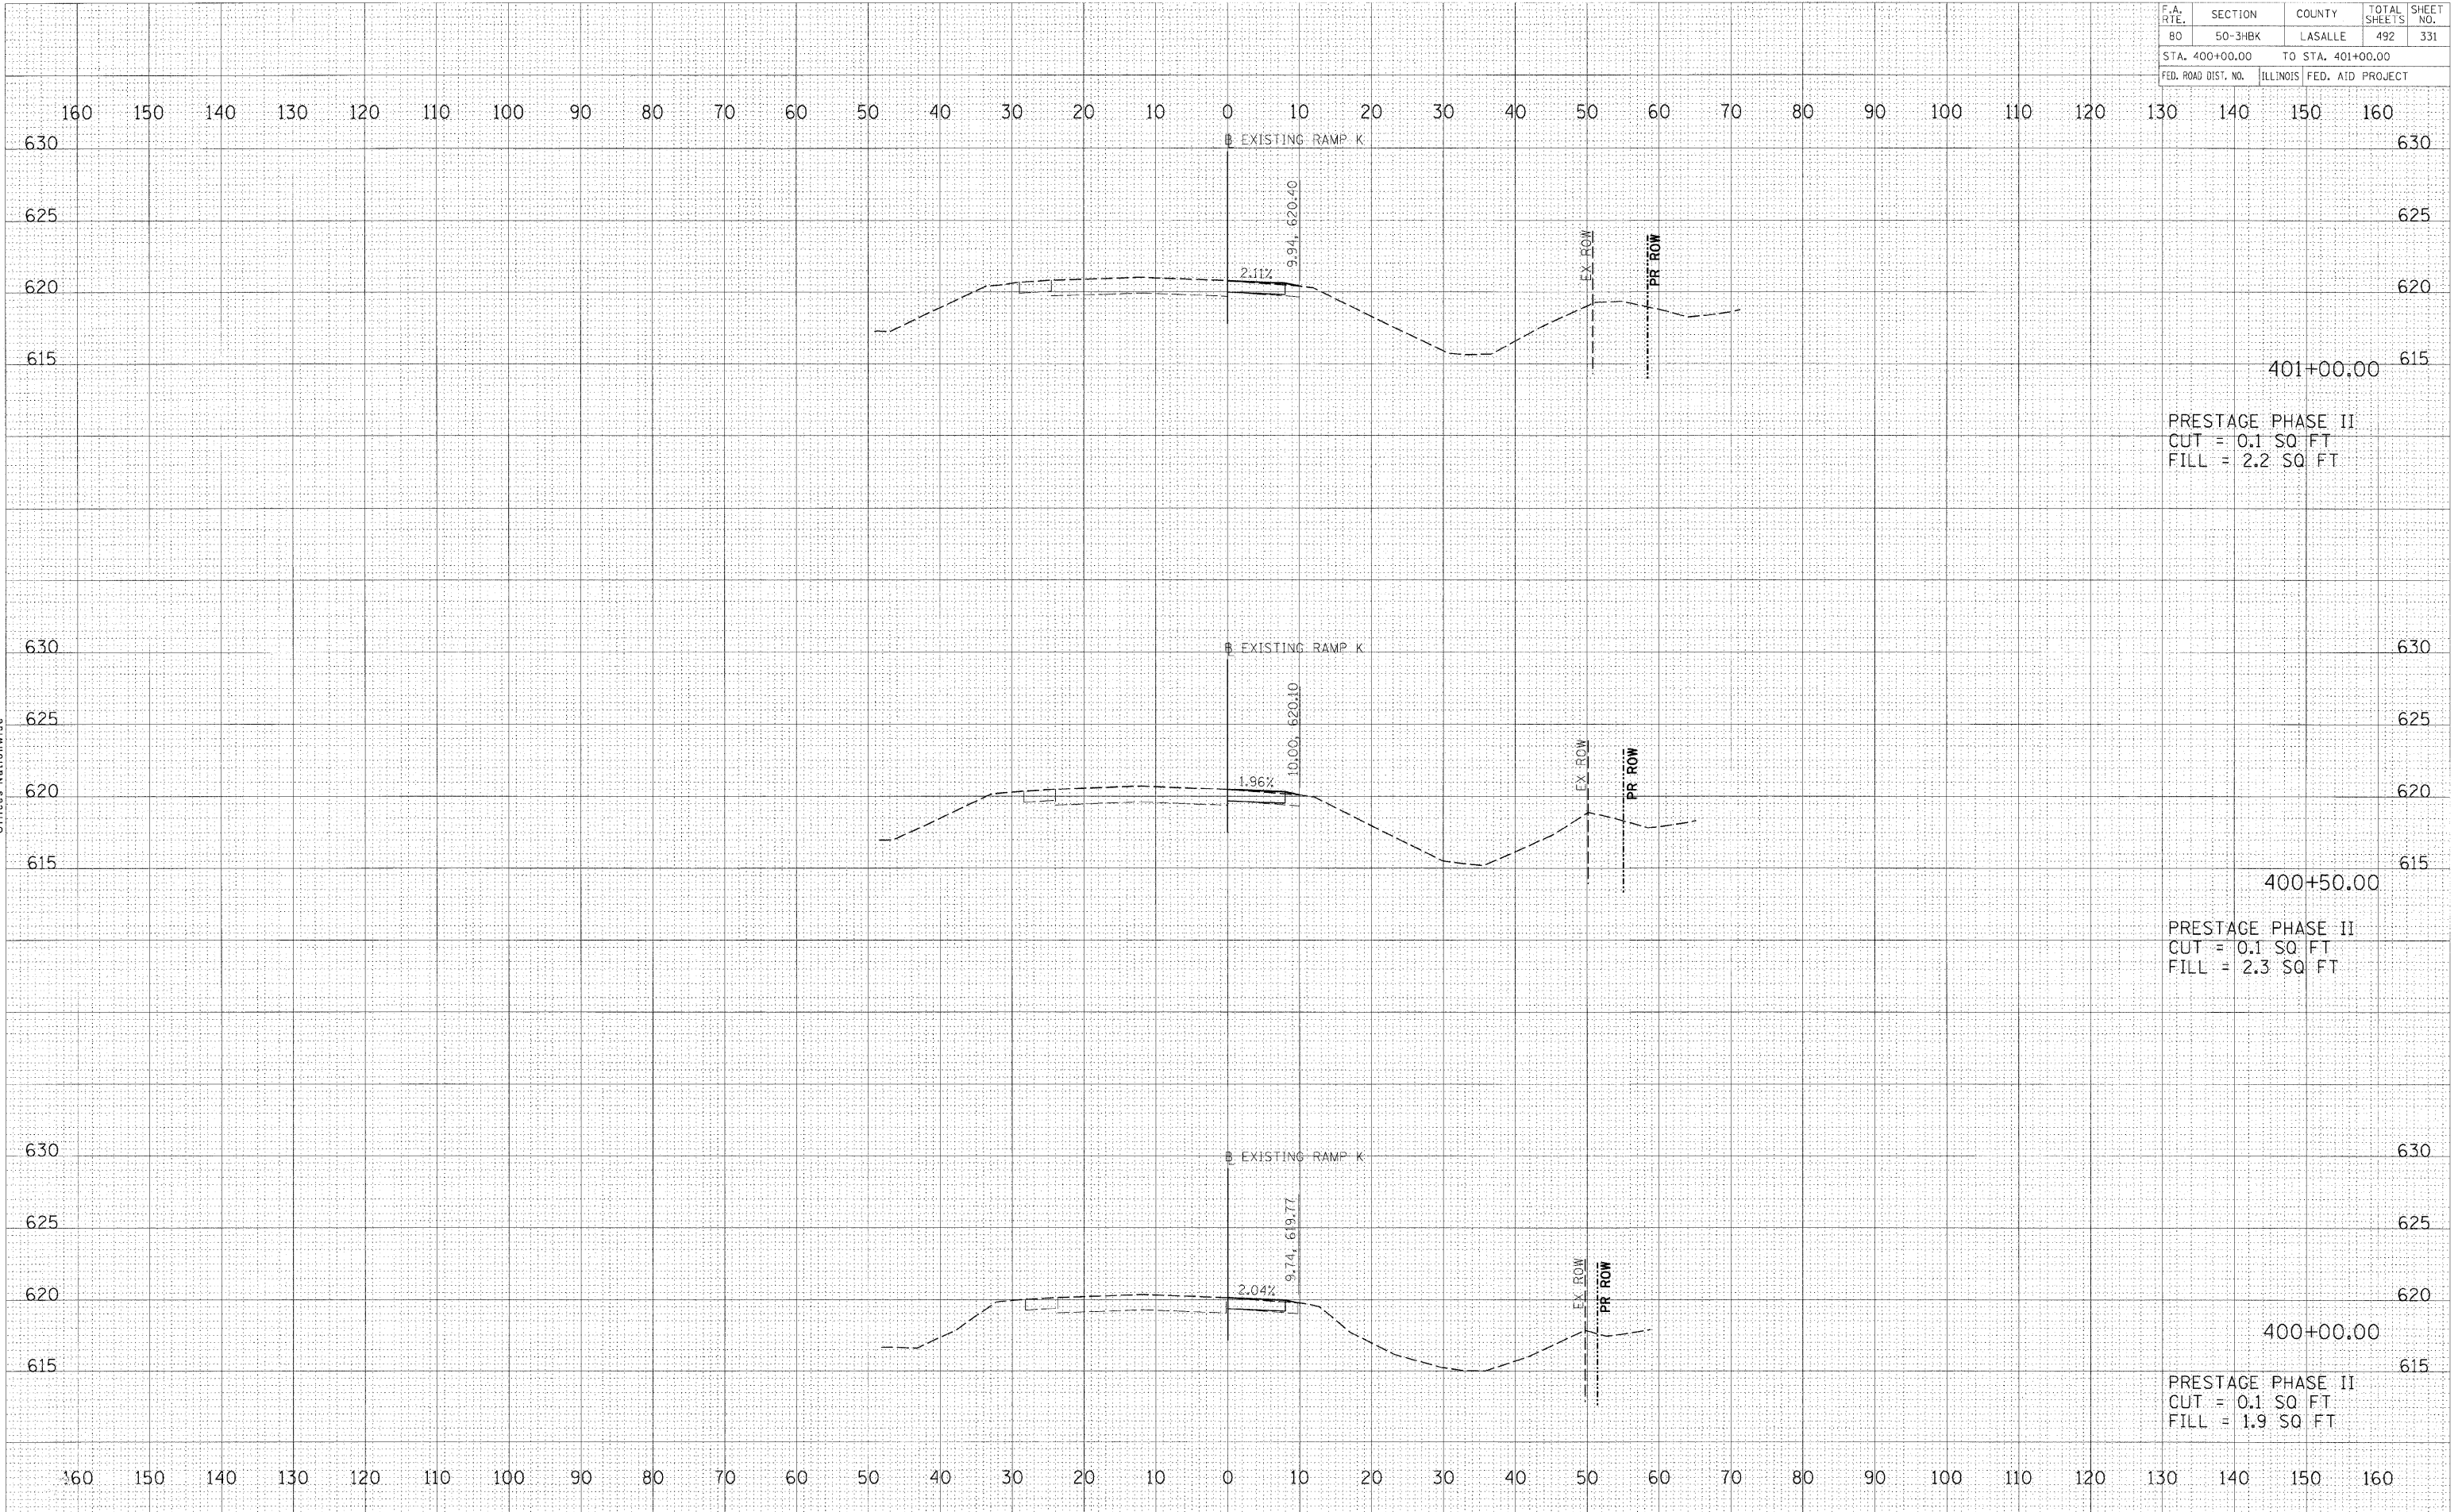 F.A. RTE. SECTION COUNTY TOTAL SHEETS SHEET NO.
80 50-3HBK LASALLE 492 331
STA. 400+00.00 TO STA. 401+00.00
FED. ROAD DIST. NO. ILLINOIS FED. AID PROJECT
160 150 140 130 120 110 100 90 80 70 60 50 40 30 20 10 0 10 20 30 40 50 60 70 80 90 100 110 120 130 140 150 160
℄ EXISTING RAMP K
630 630
625 625
9.94, 620.40
EX ROW
PR ROW
2.11%
620 620
615 615
401+00.00
PRESTAGE PHASE II
CUT = 0.1 SQ FT
FILL = 2.2 SQ FT
B EXISTING RAMP K
630 630
625 625
10.00, 620.10
EX ROW
PR ROW
1.96%
620 620
615 615
400+50.00
PRESTAGE PHASE II
CUT = 0.1 SQ FT
FILL = 2.3 SQ FT
B EXISTING RAMP K
630 630
625 625
9.74, 619.77
EX ROW
PR ROW
2.04%
620 620
400+00.00
615 615
PRESTAGE PHASE II
CUT = 0.1 SQ FT
FILL = 1.9 SQ FT
160 150 140 130 120 110 100 90 80 70 60 50 40 30 20 10 0 10 20 30 40 50 60 70 80 90 100 110 120 130 140 150 160